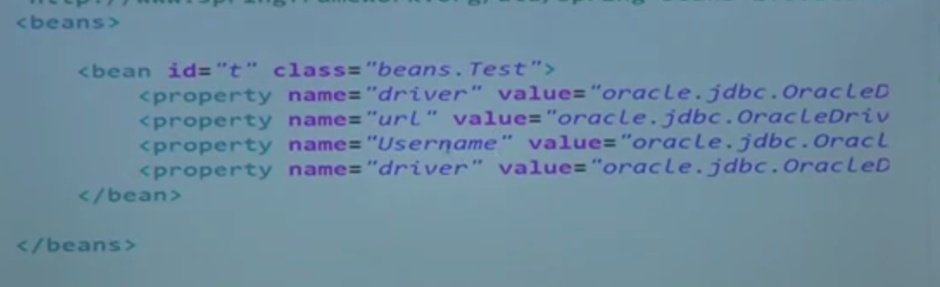 <beans>
<bean id="t" class="beans.Test">
<property name="driver" value="oracle.jdbc.OracleD
<property name="url" value="oracle.jdbc.OracleDriv
<property name="Username" value="oracle.jdbc.Oracl
<property name="driver" value="oracle.jdbc.OracleD
</bean>
</beans>